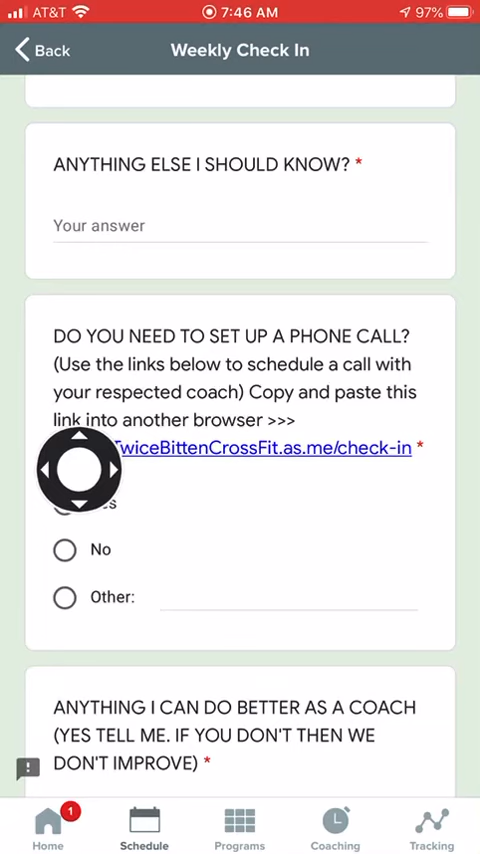 AT&T 7:46 AM 97%
Back Weekly Check In
ANYTHING ELSE I SHOULD KNOW? *
Your answer
DO YOU NEED TO SET UP A PHONE CALL?
(Use the links below to schedule a call with
your respected coach) Copy and paste this
link into another browser >>>
TwiceBittenCrossFit.as.me/check-in *
No
Other:
ANYTHING I CAN DO BETTER AS A COACH
(YES TELL ME. IF YOU DON'T THEN WE
DON'T IMPROVE) *
1
Home Schedule Programs Coaching Tracking